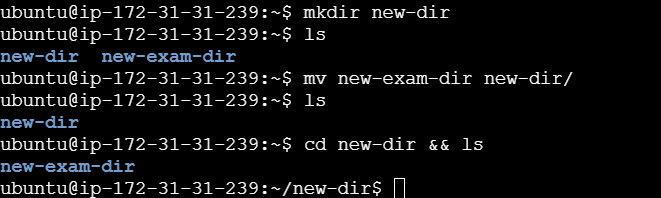 ubuntu@ip-172-31-31-239:~$ mkdir new-dir
ubuntu@ip-172-31-31-239:~$ ls
new-dir  new-exam-dir
ubuntu@ip-172-31-31-239:~$ mv new-exam-dir new-dir/
ubuntu@ip-172-31-31-239:~$ ls
new-dir
ubuntu@ip-172-31-31-239:~$ cd new-dir && ls
new-exam-dir
ubuntu@ip-172-31-31-239:~/new-dir$